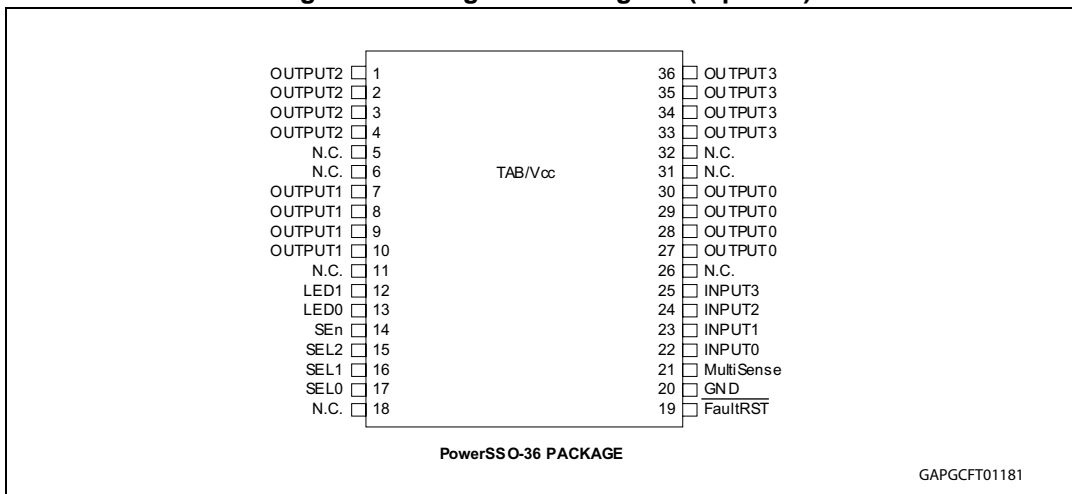 OUTPUT2 1 36 OUTPUT3
OUTPUT2 2 35 OUTPUT3
OUTPUT2 3 34 OUTPUT3
OUTPUT2 4 33 OUTPUT3
N.C. 5 32 N.C.
N.C. 6 TAB/Vcc 31 N.C.
OUTPUT1 7 30 OUTPUT0
OUTPUT1 8 29 OUTPUT0
OUTPUT1 9 28 OUTPUT0
OUTPUT1 10 27 OUTPUT0
N.C. 11 26 N.C.
LED1 12 25 INPUT3
LED0 13 24 INPUT2
SEn 14 23 INPUT1
SEL2 15 22 INPUT0
SEL1 16 21 MultiSense
SEL0 17 20 GND
N.C. 18 19 FaultRST
PowerSSO-36 PACKAGE
GAPGCFT01181